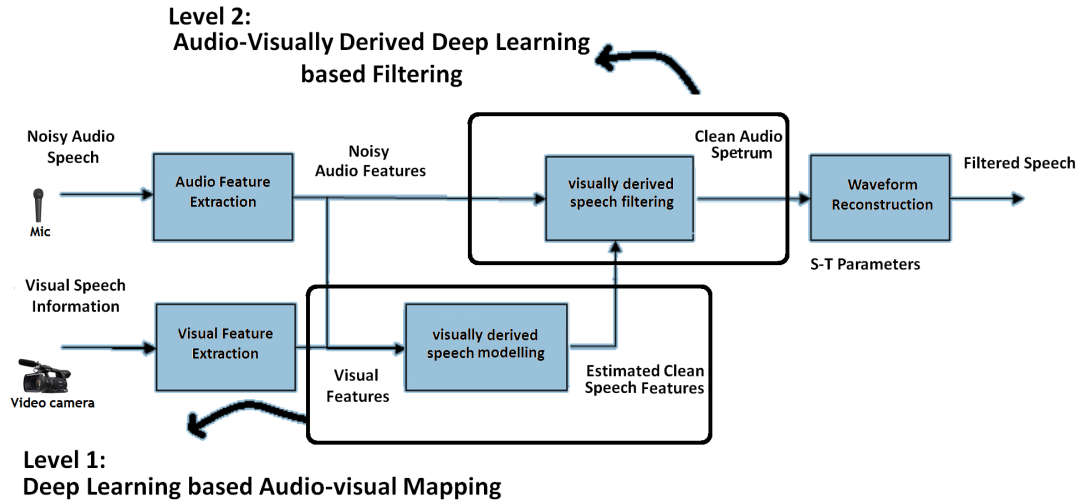 Level 2:
Audio-Visually Derived Deep Learning
based Filtering
Noisy Audio
Speech
Mic
Audio Feature
Extraction
Noisy
Audio Features
visually derived
speech filtering
Clean Audio
Spetrum
Waveform
Reconstruction
Filtered Speech
S-T Parameters
Visual Speech
Information
Video camera
Visual Feature
Extraction
Visual
Features
visually derived
speech modelling
Estimated Clean
Speech Features
Level 1:
Deep Learning based Audio-visual Mapping